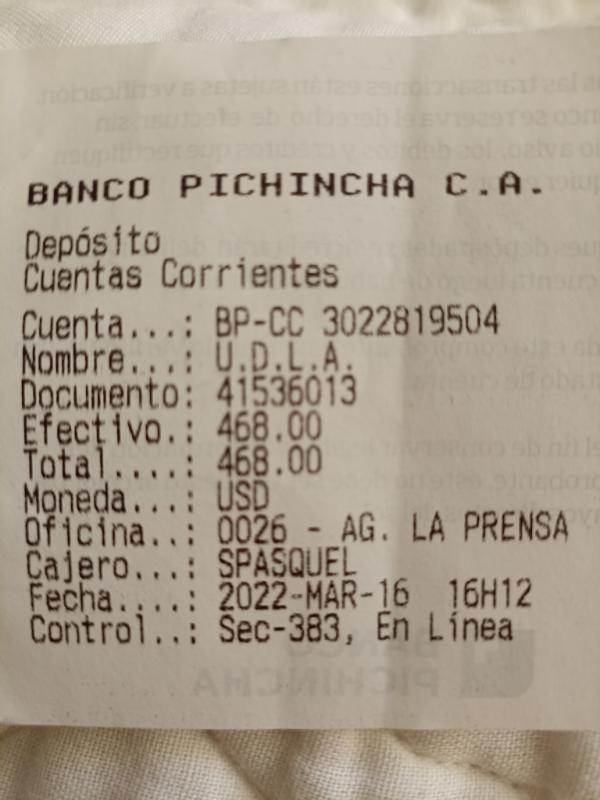 BANCO PICHINCHA C.A.
Depósito
Cuentas Corrientes
Cuenta...: BP-CC 3022819504
Nombre...: U.D.L.A.
Documento: 41536013
Efectivo.: 468.00
Total....: 468.00
Moneda...: USD
Oficina..: 0026 - AG. LA PRENSA
Cajero...: SPASQUEL
Fecha....: 2022-MAR-16 16H12
Control..: Sec-383, En Línea